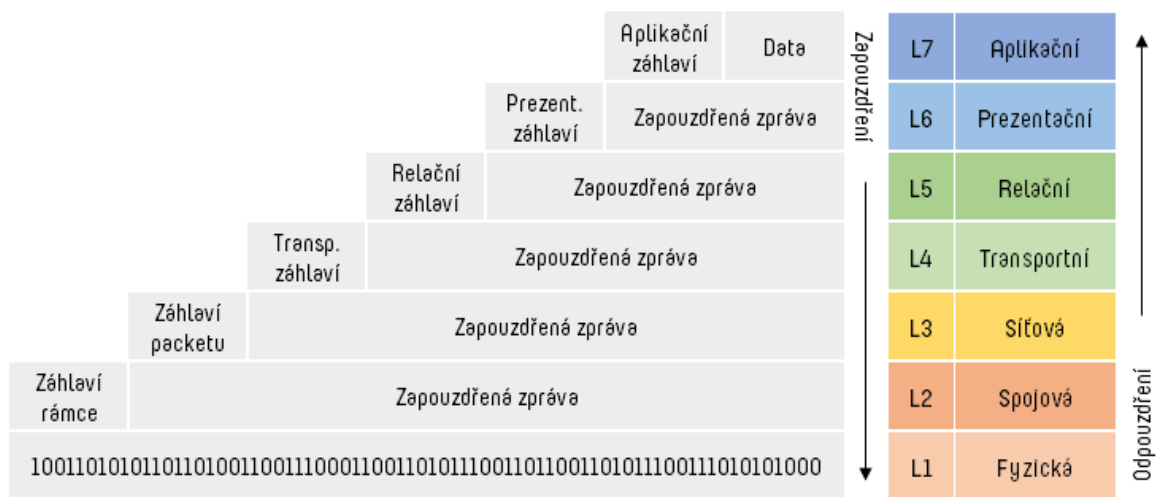 Aplikační
záhlaví
Data
Zapouzdření
L7
Aplikační
Prezent.
záhlaví
Zapouzdřená zpráva
L6
Prezentační
Relační
záhlaví
Zapouzdřená zpráva
L5
Relační
Transp.
záhlaví
Zapouzdřená zpráva
L4
Transportní
Záhlaví
packetu
Zapouzdřená zpráva
L3
Síťová
Záhlaví
rámce
Zapouzdřená zpráva
L2
Spojová
Odpouzdření
1001101010110110100110011100011001101010111001101100110101110011101010101000
L1
Fyzická